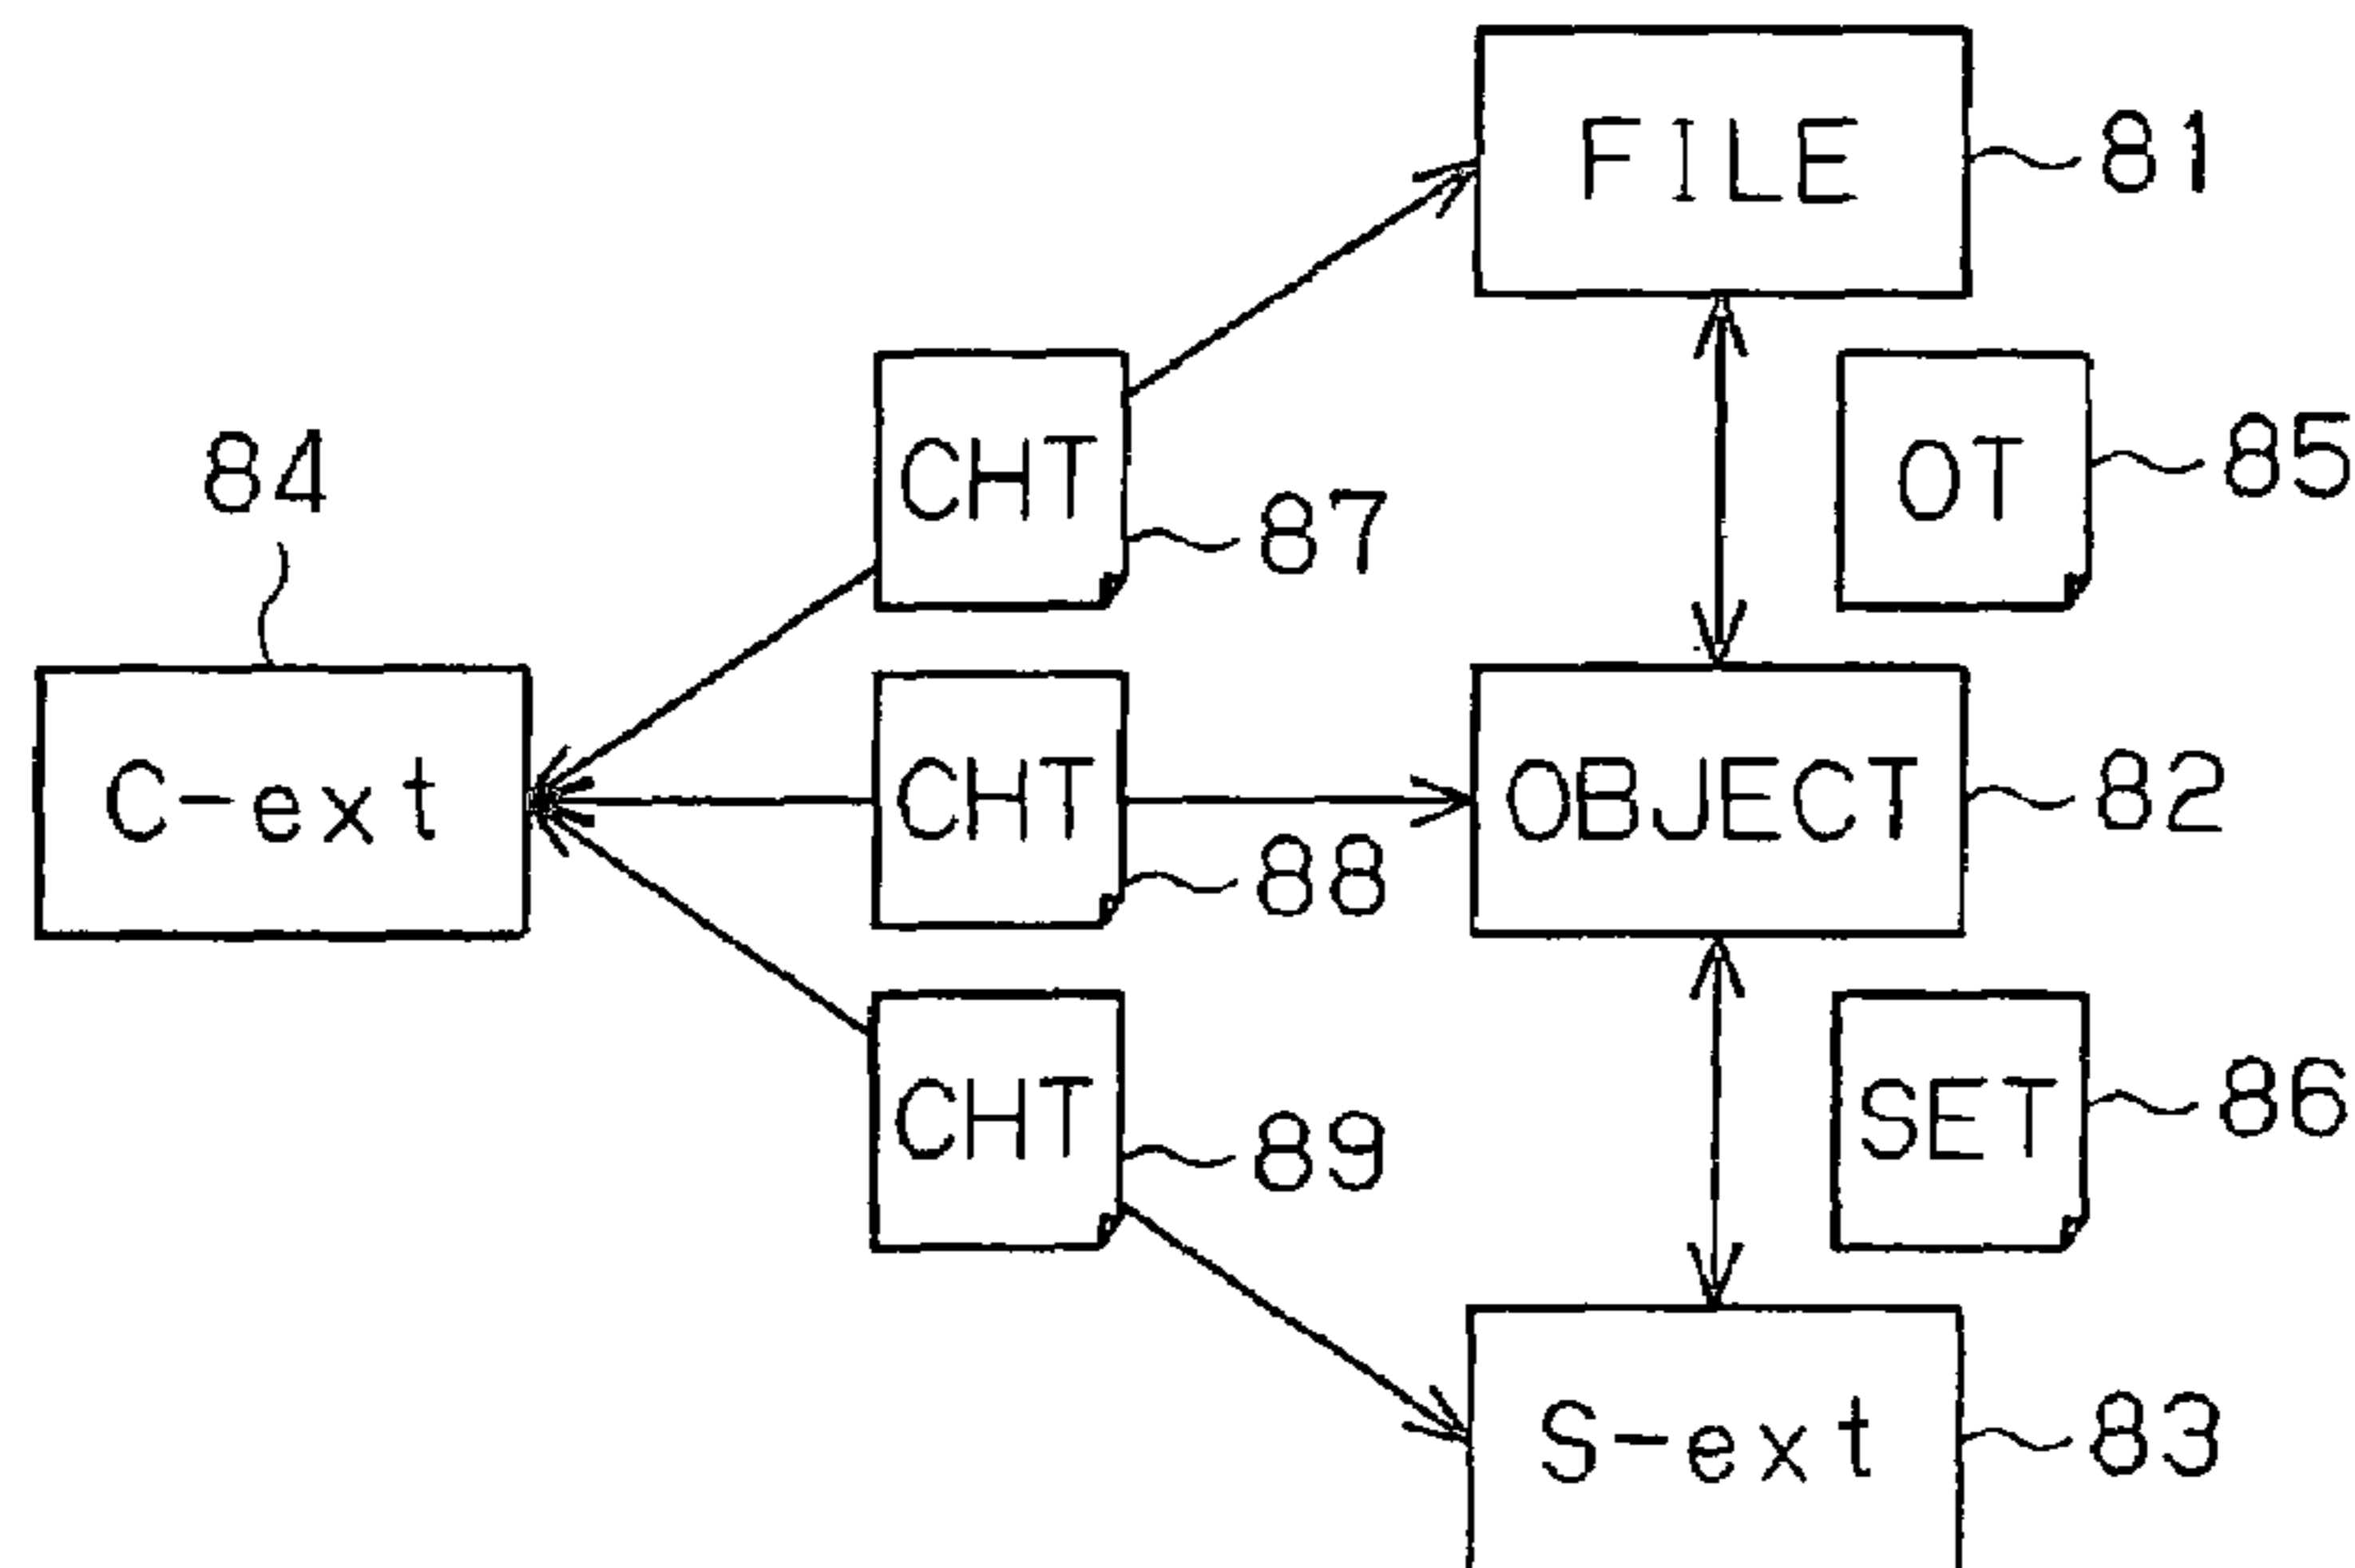 FILE
81
CHT
87
OT
85
84
C-ext
CHT
88
OBJECT
82
CHT
89
SET
86
S-ext
83